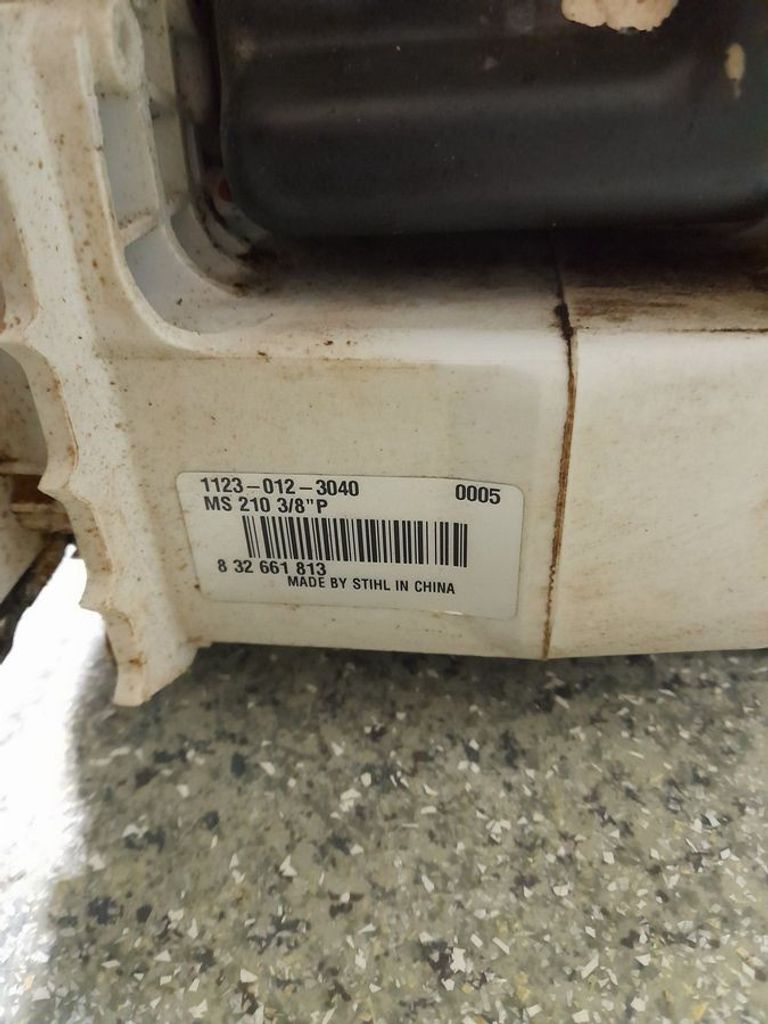 1123-012-3040 0005
MS 210 3/8"P
8 32 661 813
MADE BY STIHL IN CHINA